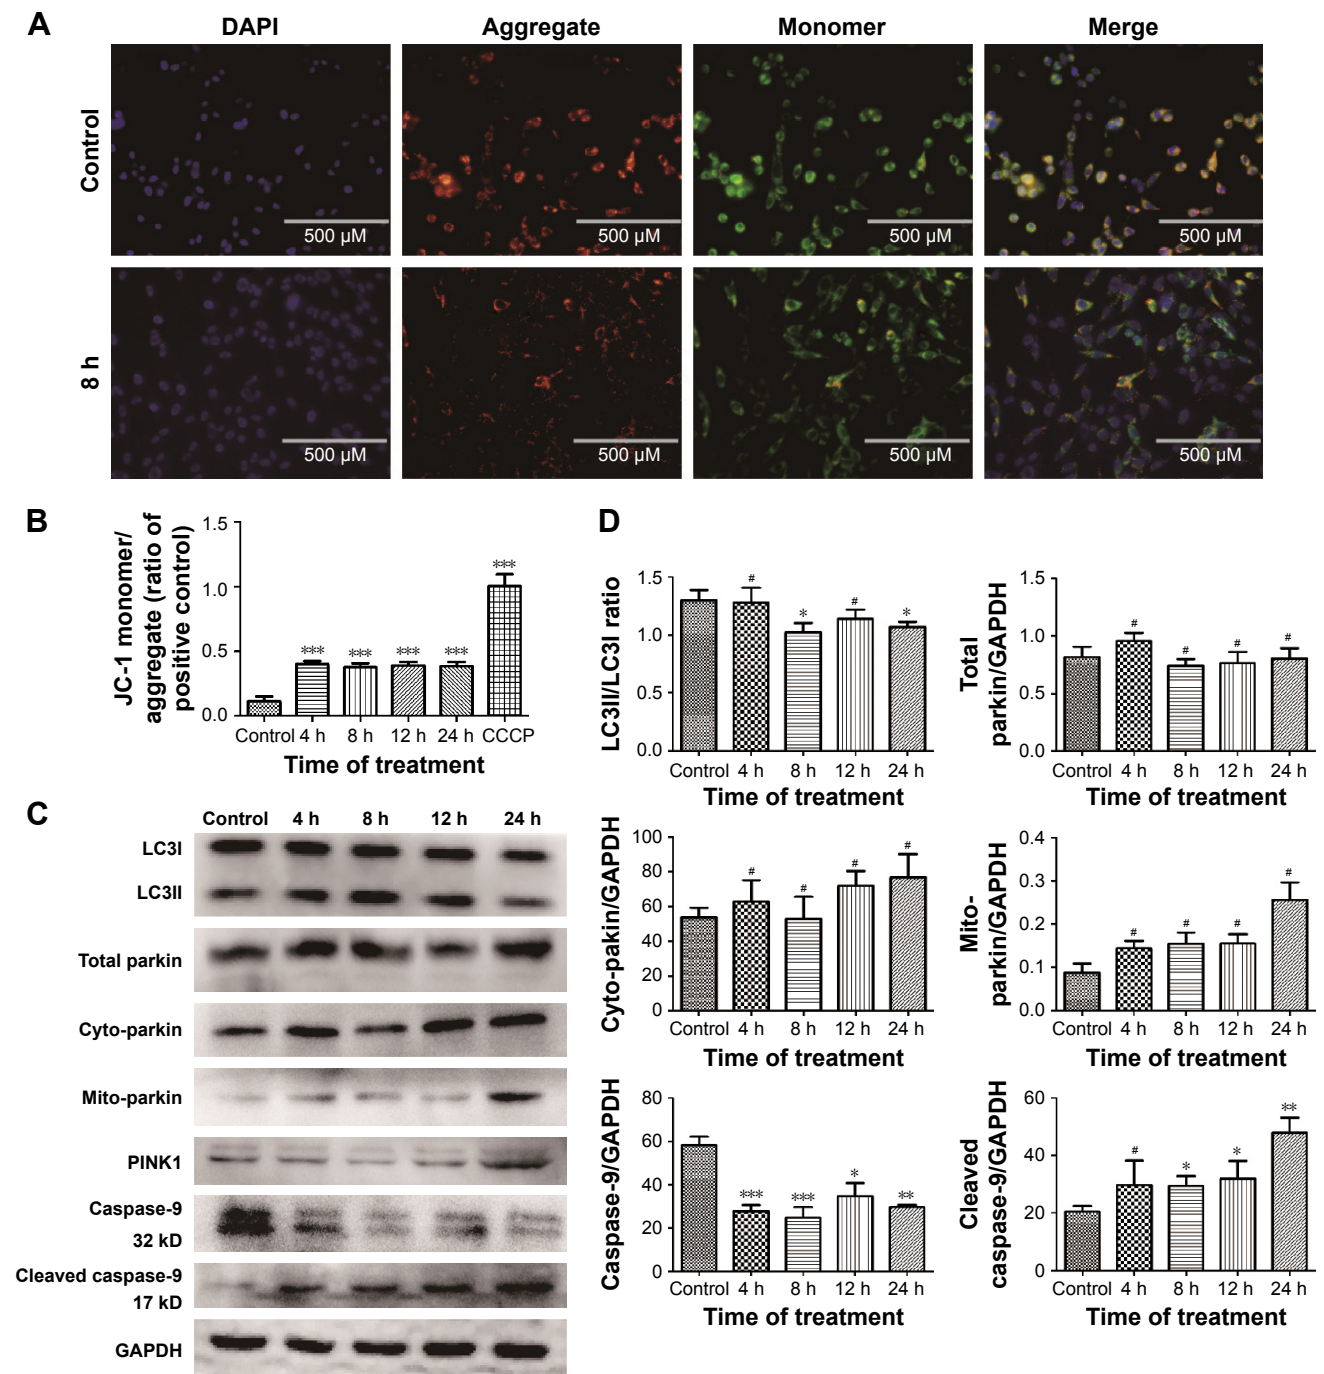 A
DAPI
Aggregate
Monomer
Merge
Control
500 µM
500 µM
500 µM
500 µM
8 h
500 µM
500 µM
500 µM
500 µM
B
JC-1 monomer/
aggregate (ratio of
positive control)
1.5
1.0
0.5
0.0
***
***
***
***
***
Control 4 h 8 h 12 h 24 h CCCP
Time of treatment
C
Control 4 h 8 h 12 h 24 h
LC3I
LC3II
Total parkin
Cyto-parkin
Mito-parkin
PINK1
Caspase-9
32 kD
Cleaved caspase-9
17 kD
GAPDH
D
LC3II/LC3I ratio
1.5
1.0
0.5
0.0
# * # *
Control 4 h 8 h 12 h 24 h
Time of treatment
Total
parkin/GAPDH
1.5
1.0
0.5
0.0
# # # #
Control 4 h 8 h 12 h 24 h
Time of treatment
Cyto-pakin/GAPDH
100
80
60
40
20
0
# # # #
Control 4 h 8 h 12 h 24 h
Time of treatment
Mito-
parkin/GAPDH
0.4
0.3
0.2
0.1
0.0
# # # #
Control 4 h 8 h 12 h 24 h
Time of treatment
Caspase-9/GAPDH
80
60
40
20
0
*** *** * **
Control 4 h 8 h 12 h 24 h
Time of treatment
Cleaved
caspase-9/GAPDH
60
40
20
0
# * * **
Control 4 h 8 h 12 h 24 h
Time of treatment